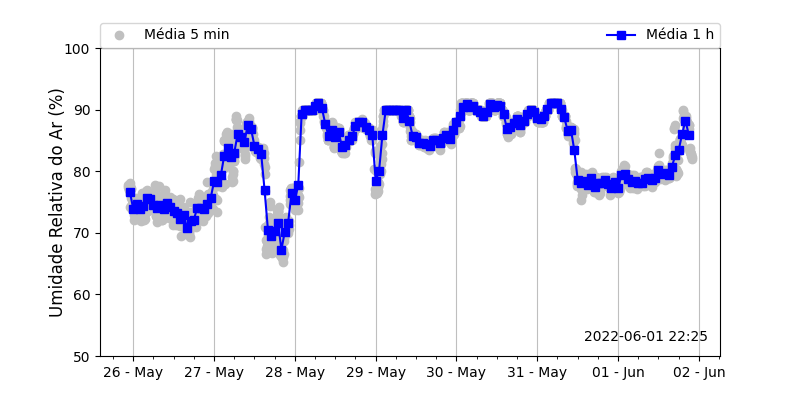 Média 5 min
Média 1 h
Umidade Relativa do Ar (%)
100
90
80
70
60
50
2022-06-01 22:25
26 - May
27 - May
28 - May
29 - May
30 - May
31 - May
01 - Jun
02 - Jun